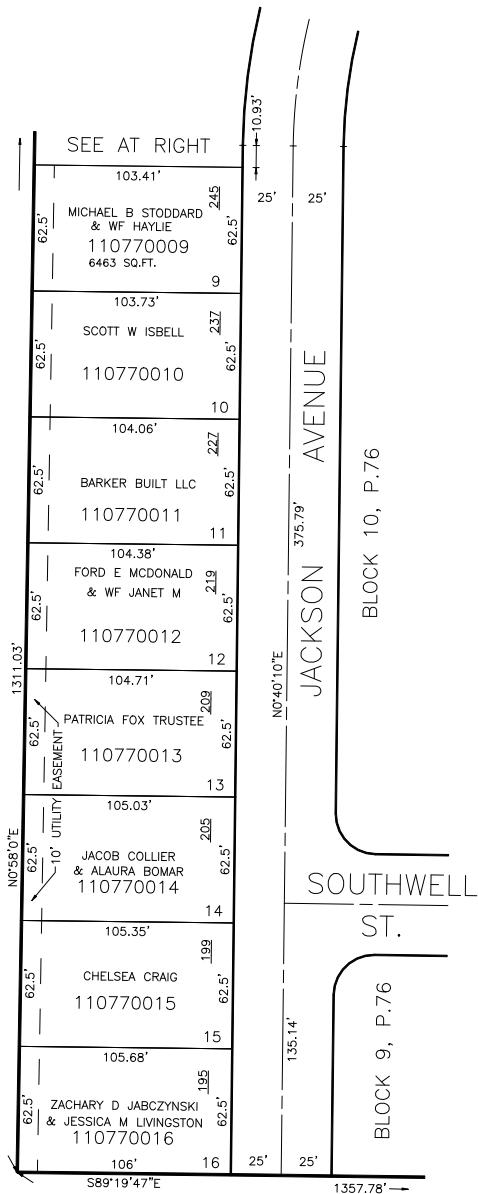 10.93'
SEE AT RIGHT
103.41'
245
25' 25'
62.5'
MICHAEL B STODDARD
& WF HAYLIE
110770009
6463 SQ.FT.
62.5'
9
103.73'
237
SCOTT W ISBELL
62.5'
110770010
62.5'
10
104.06'
227
62.5'
BARKER BUILT LLC
110770011
62.5'
11
104.38'
FORD E MCDONALD
& WF JANET M
219
62.5'
110770012
62.5'
12
104.71'
209
PATRICIA FOX TRUSTEE
62.5'
110770013
62.5'
13
105.03'
205
62.5'
JACOB COLLIER
& ALAURA BOMAR
110770014
62.5'
14
105.35'
199
CHELSEA CRAIG
62.5'
110770015
62.5'
15
105.68'
195
ZACHARY D JABCZYNSKI
& JESSICA M LIVINGSTON
62.5'
110770016
62.5'
106'
16
25' 25'
S89°19'47"E
1357.78'
1311.03'
N0°58'0"E
10' UTILITY EASEMENT
JACKSON AVENUE
375.79'
N0°40'10"E
135.14'
BLOCK 10, P.76
SOUTHWELL
ST.
BLOCK 9, P.76